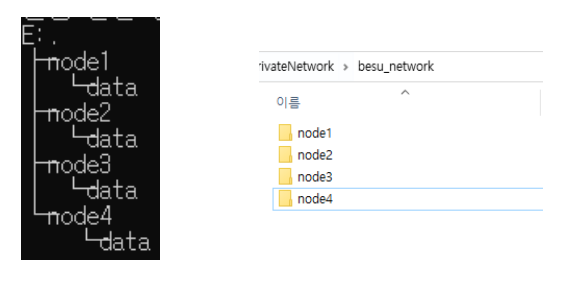 E:.
node1
data
node2
data
node3
data
node4
data
rivateNetwork > besu_network
이름
node1
node2
node3
node4